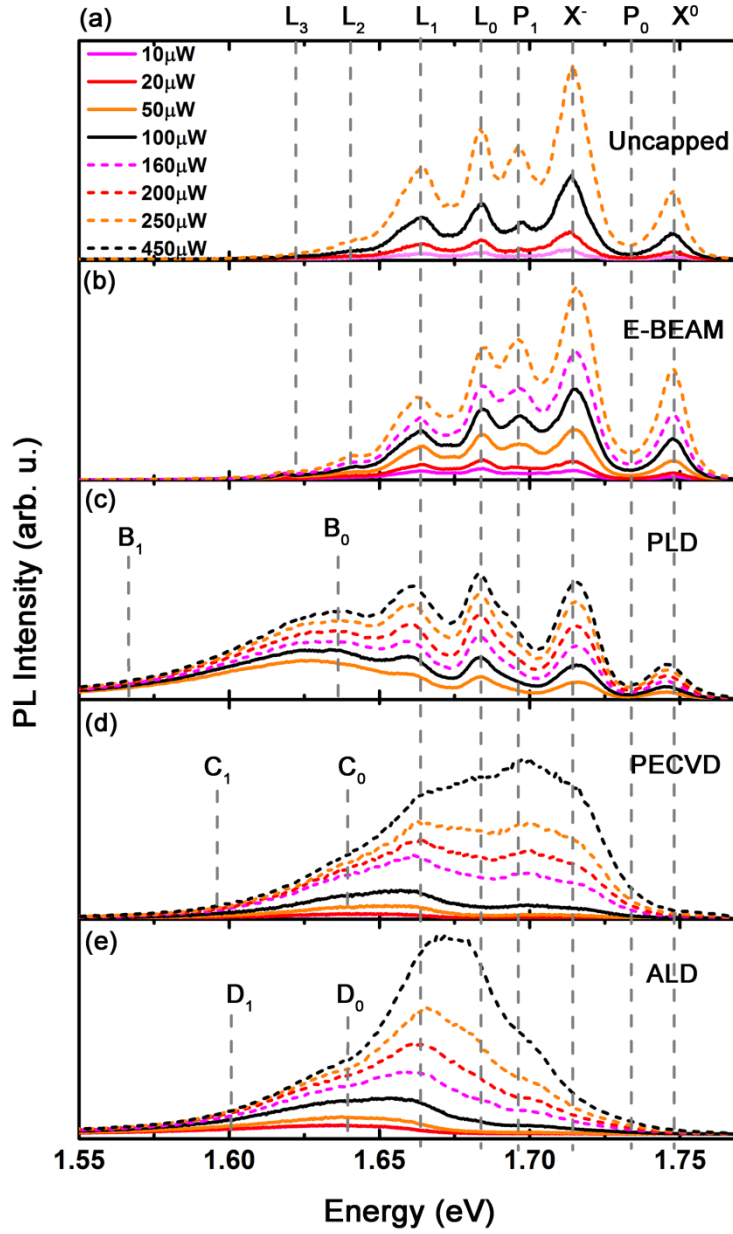 (a) L₃ L₂ L₁ L₀ P₁ X⁻ P₀ X⁰
10μW
20μW
50μW
100μW
160μW
200μW
250μW
450μW
Uncapped
(b)
E-BEAM
(c)
B₁ B₀
PLD
(d)
C₁ C₀
PECVD
(e)
D₁ D₀
ALD
PL Intensity (arb. u.)
1.55 1.60 1.65 1.70 1.75
Energy (eV)